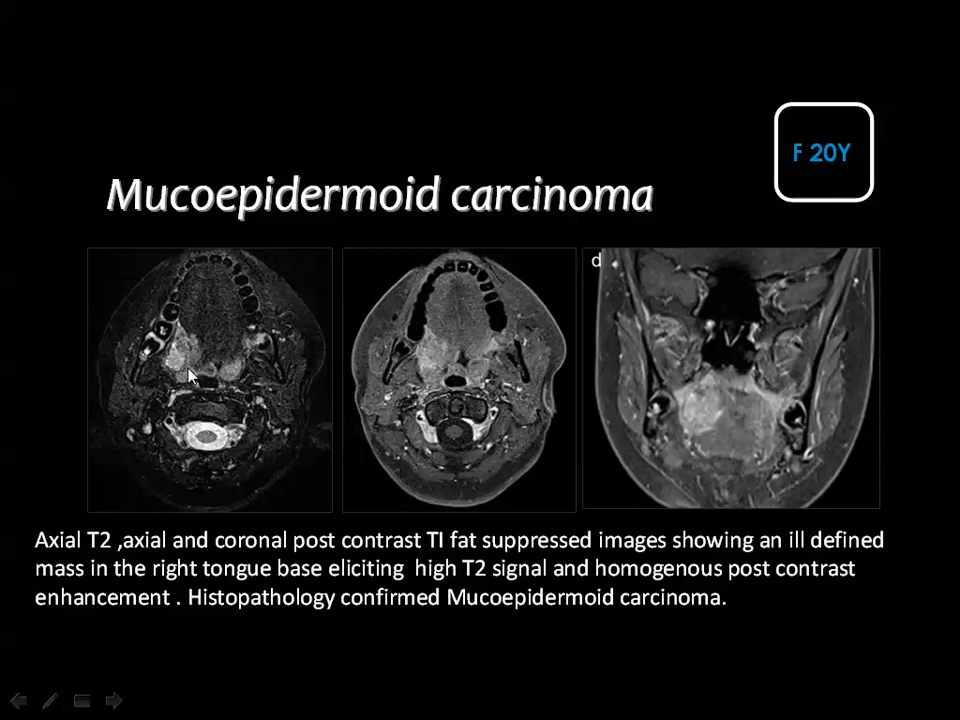 F 20Y
Mucoepidermoid carcinoma
d
Axial T2 ,axial and coronal post contrast TI fat suppressed images showing an ill defined
mass in the right tongue base eliciting high T2 signal and homogenous post contrast
enhancement . Histopathology confirmed Mucoepidermoid carcinoma.